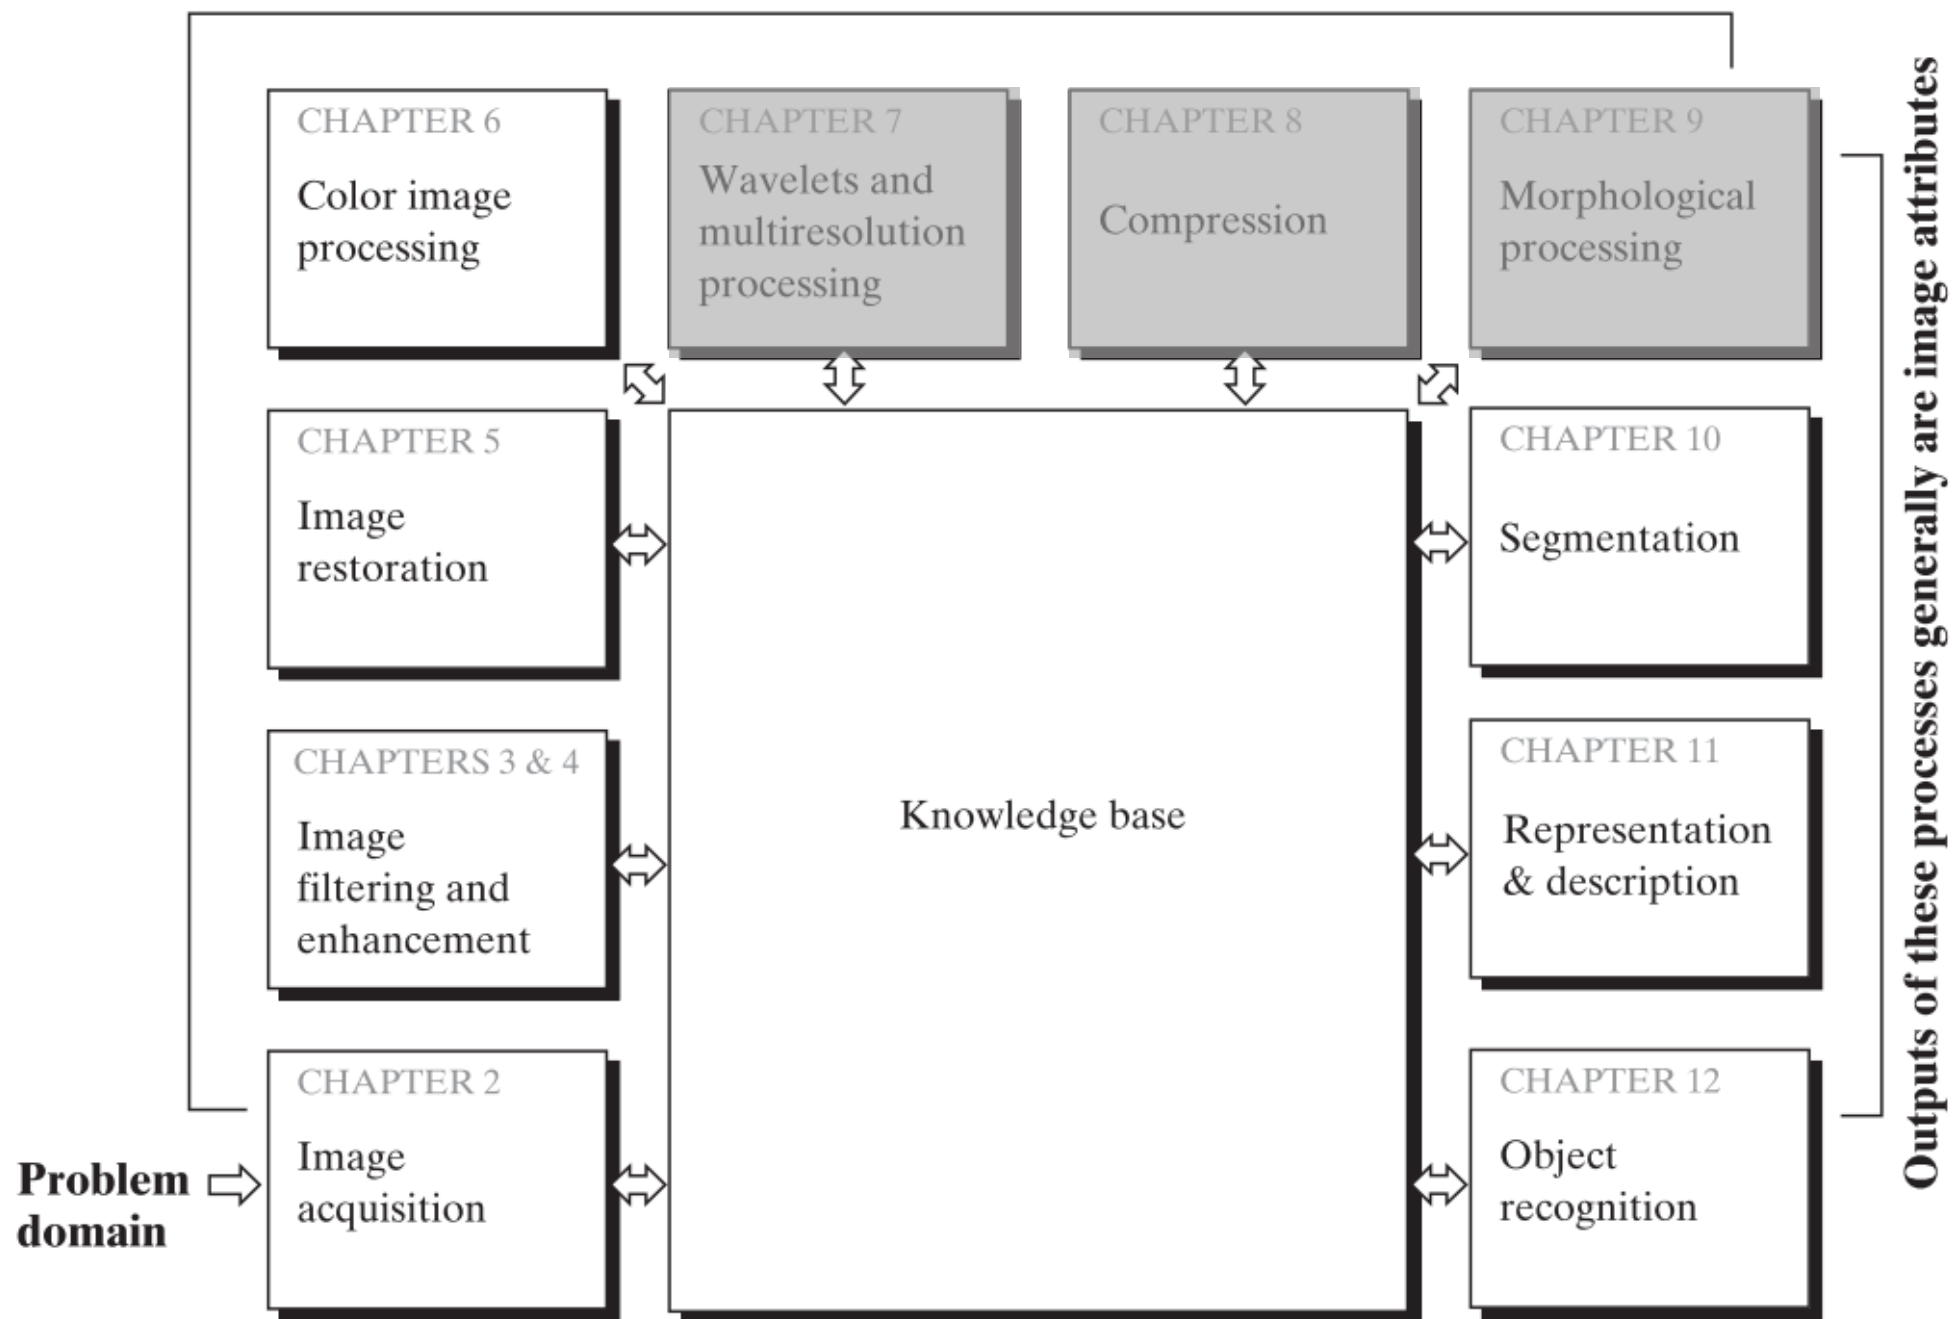 CHAPTER 6
Color image
processing
CHAPTER 7
Wavelets and
multiresolution
processing
CHAPTER 8
Compression
CHAPTER 9
Morphological
processing
CHAPTER 5
Image
restoration
CHAPTER 10
Segmentation
CHAPTERS 3 & 4
Image
filtering and
enhancement
Knowledge base
CHAPTER 11
Representation
& description
CHAPTER 2
Image
acquisition
CHAPTER 12
Object
recognition
Problem
domain
Outputs of these processes generally are image attributes